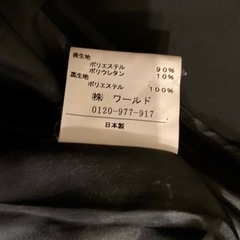 表生地
ポリエステル 90%
ポリウレタン 10%
裏生地
ポリエステル 100%
㈱ ワールド
0120-977-917
日本製